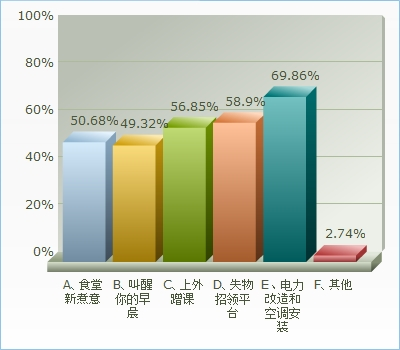 100%
80%
60%
40%
20%
0%
50.68%
49.32%
56.85%
58.9%
69.86%
2.74%
A、食堂
新煮意
B、叫醒
你的早
晨
C、上外
蹭课
D、失物
招领平
台
E、电力
改造和
空调安
装
F、其他